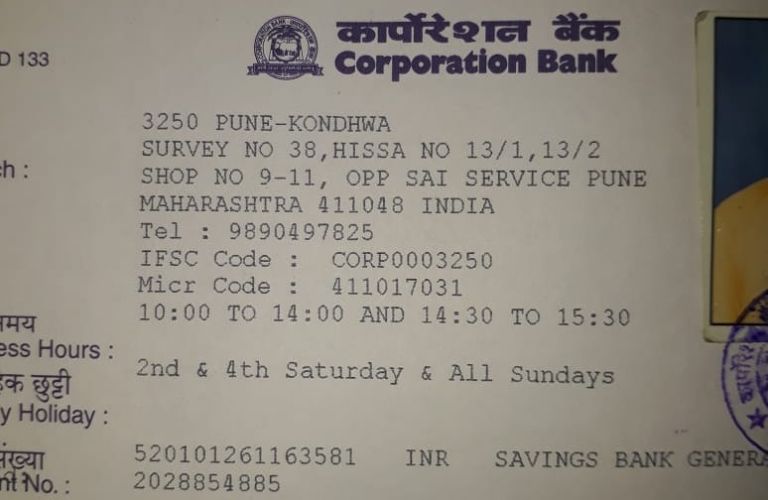 कार्पोरेशन बैंक
D 133
Corporation Bank
3250 PUNE-KONDHWA
SURVEY NO 38,HISSA NO 13/1,13/2
ch : SHOP NO 9-11, OPP SAI SERVICE PUNE
MAHARASHTRA 411048 INDIA
Tel : 9890497825
IFSC Code : CORP0003250
Micr Code : 411017031
समय 10:00 TO 14:00 AND 14:30 TO 15:30
ess Hours :
छुट्टी 2nd & 4th Saturday & All Sundays
y Holiday :
संख्या 520101261163581 INR SAVINGS BANK GENERA
nt No. : 2028854885